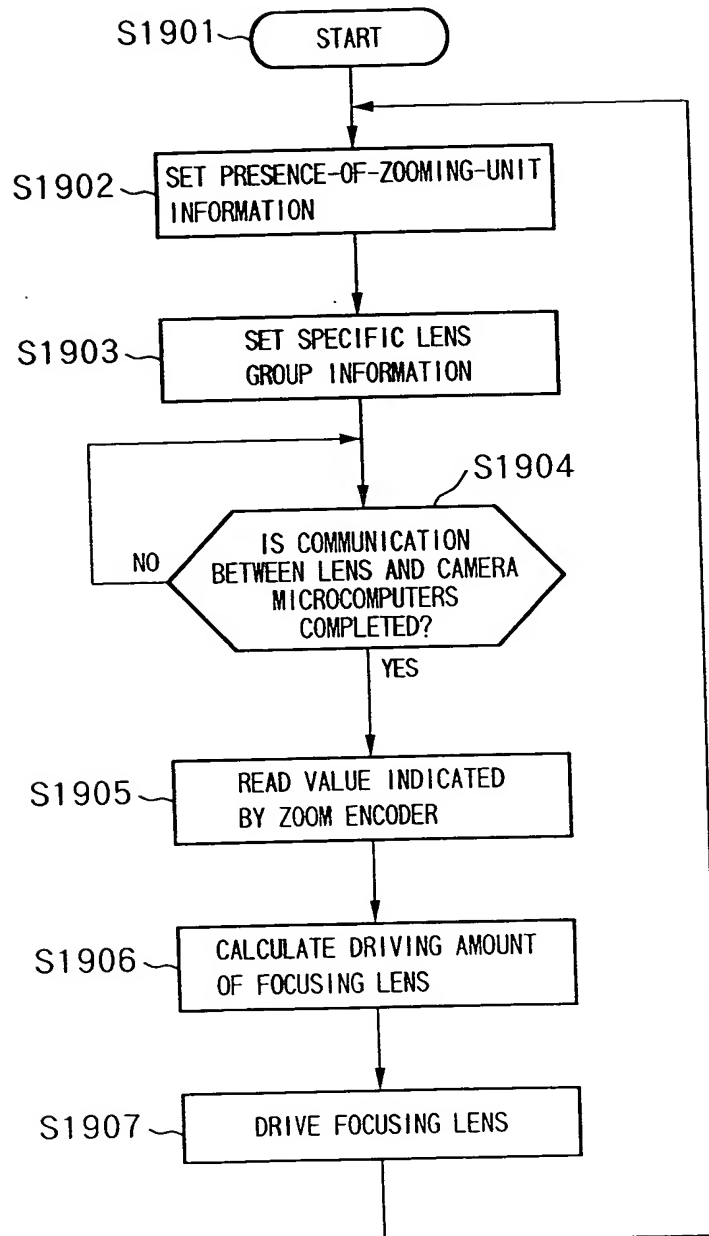 S1901
START
S1902
SET PRESENCE-OF-ZOOMING-UNIT
INFORMATION
S1903
SET SPECIFIC LENS
GROUP INFORMATION
S1904
IS COMMUNICATION
BETWEEN LENS AND CAMERA
MICROCOMPUTERS
COMPLETED?
NO
YES
S1905
READ VALUE INDICATED
BY ZOOM ENCODER
S1906
CALCULATE DRIVING AMOUNT
OF FOCUSING LENS
S1907
DRIVE FOCUSING LENS